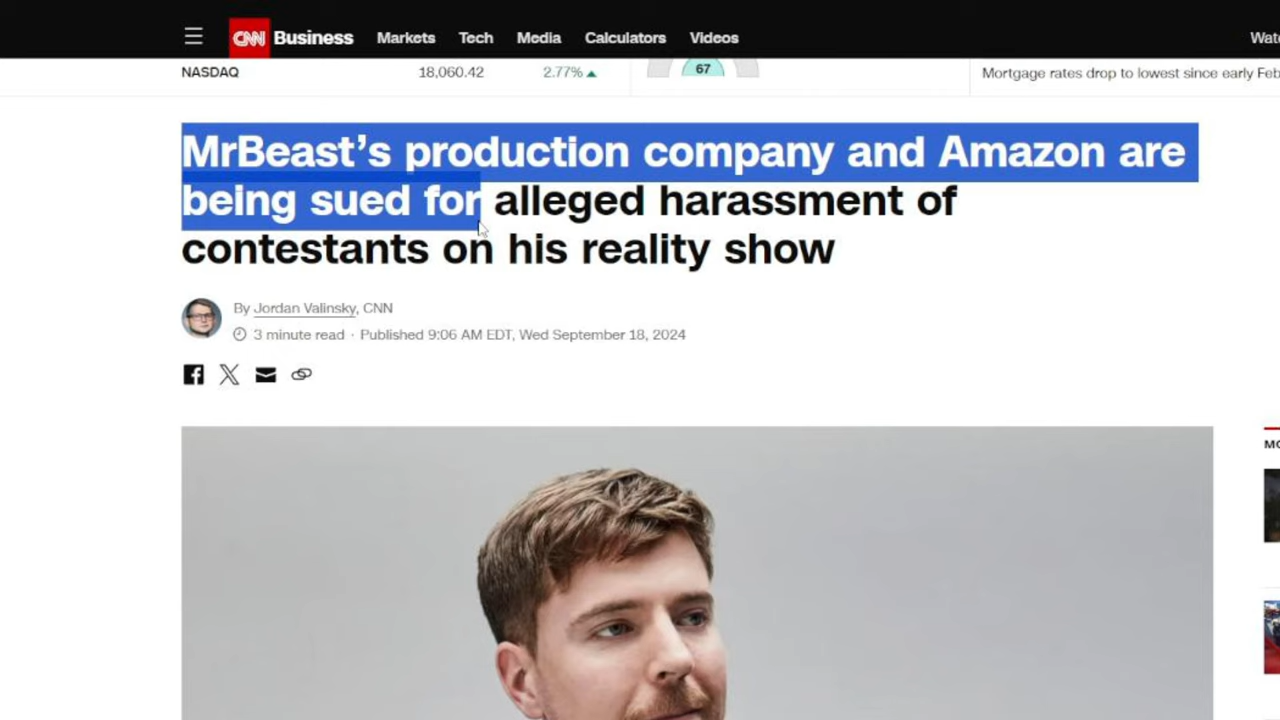 CNN Business Markets Tech Media Calculators Videos
NASDAQ 18,060.42 2.77% 67 Mortgage rates drop to lowest since early Feb
MrBeast's production company and Amazon are
being sued for alleged harassment of
contestants on his reality show
By Jordan Valinsky, CNN
3 minute read · Published 9:06 AM EDT, Wed September 18, 2024